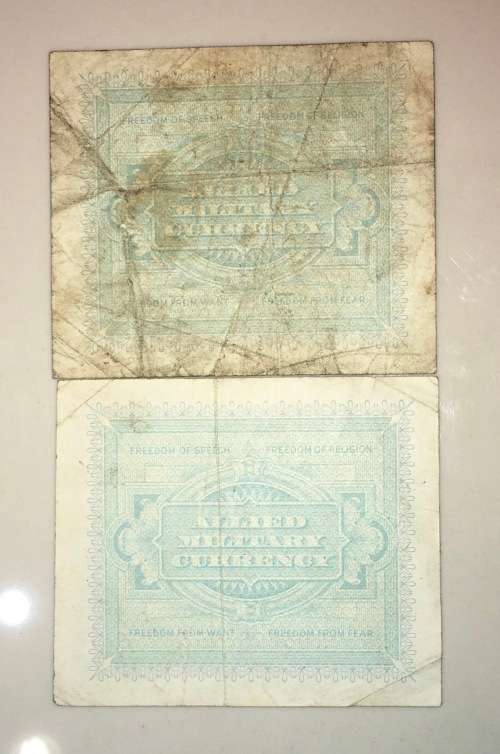 FREEDOM OF SPEECH FREEDOM OF RELIGION
ALLIED
MILITARY
CURRENCY
FREEDOM FROM WANT FREEDOM FROM FEAR
FREEDOM OF SPEECH FREEDOM OF RELIGION
ALLIED
MILITARY
CURRENCY
FREEDOM FROM WANT FREEDOM FROM FEAR